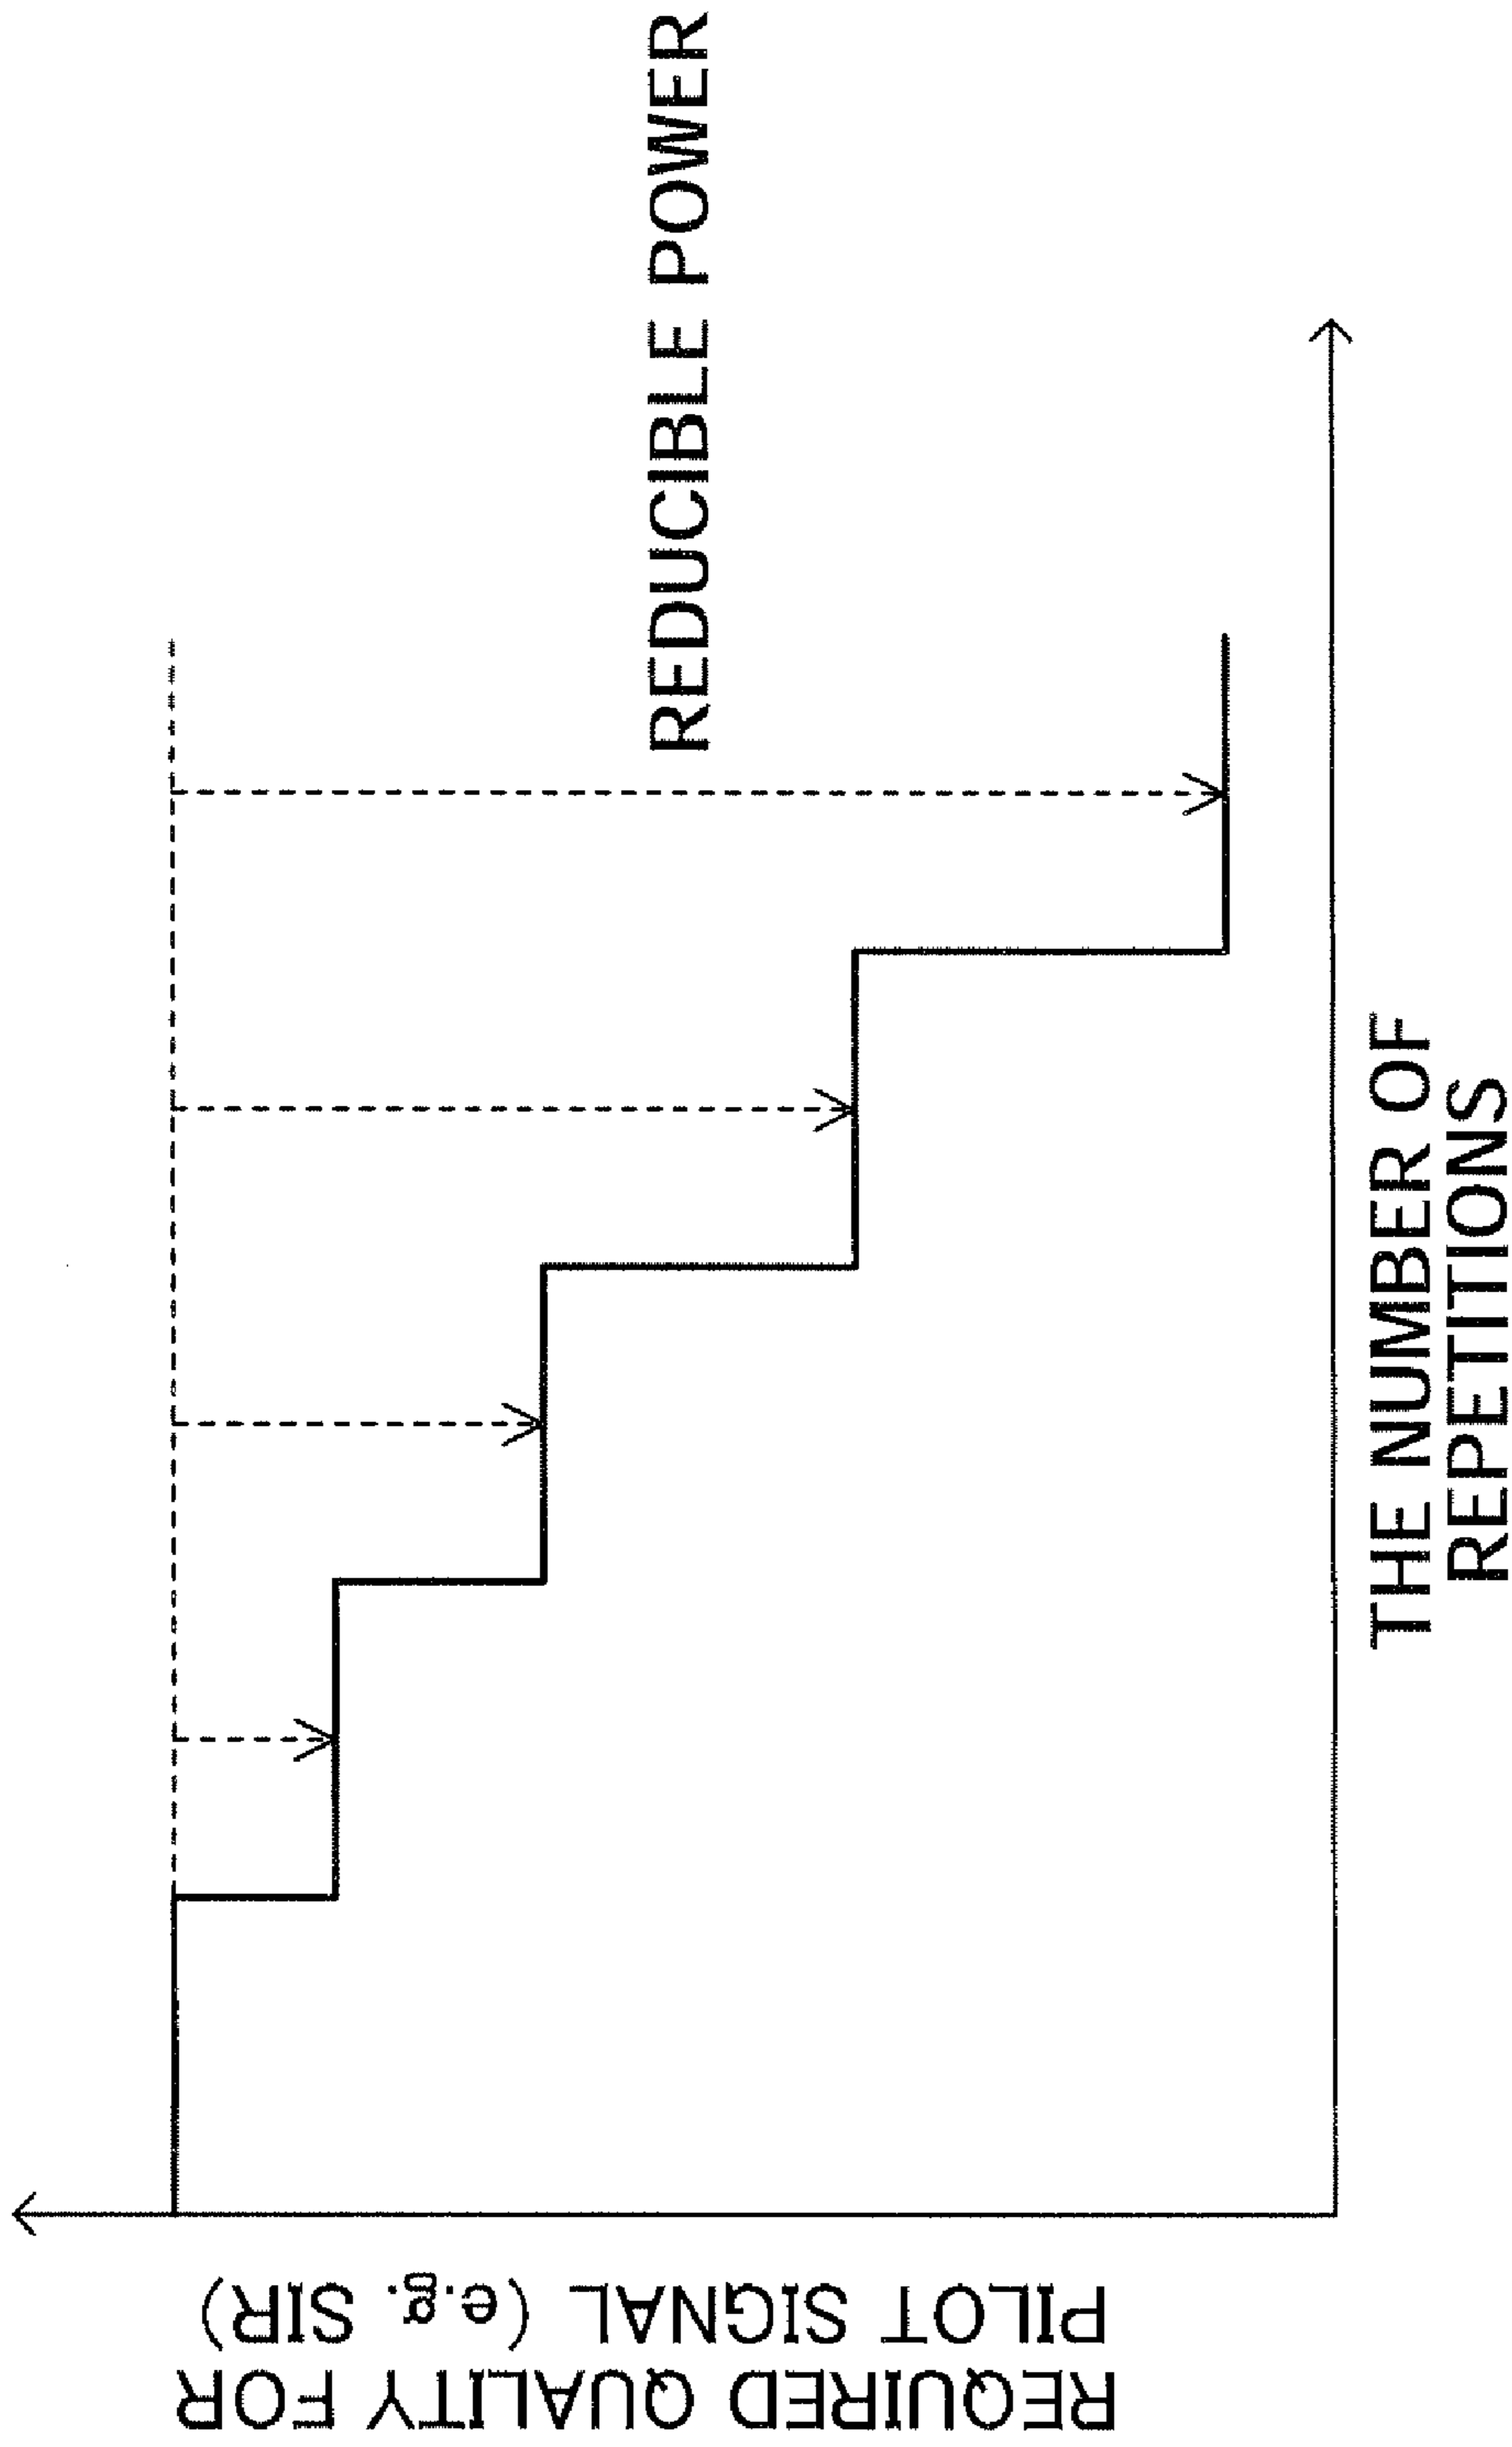 REQUIRED QUALITY FOR
PILOT SIGNAL (e.g. SIR)
REDUCIBLE POWER
THE NUMBER OF
REPETITIONS